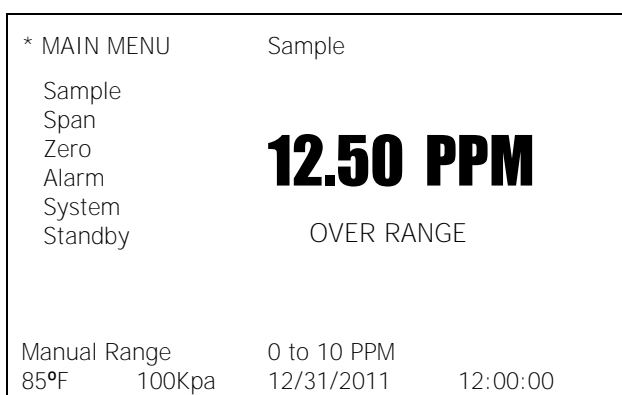 * MAIN MENU Sample
Sample
Span
Zero
Alarm
System
Standby
12.50 PPM
OVER RANGE
Manual Range 0 to 10 PPM
85ºF 100Kpa 12/31/2011 12:00:00